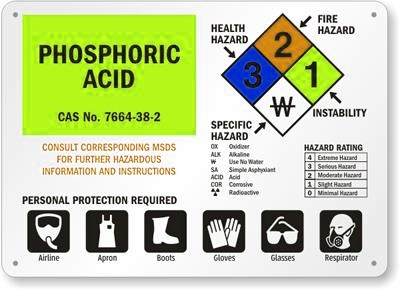 PHOSPHORIC
ACID
CAS No. 7664-38-2
CONSULT CORRESPONDING MSDS
FOR FURTHER HAZARDOUS
INFORMATION AND INSTRUCTIONS
HEALTH
HAZARD
FIRE
HAZARD
2
3
1
W
INSTABILITY
SPECIFIC
HAZARD
OX Oxidizer
ALK Alkaline
W Use No Water
SA Simple Asphyxiant
ACID Acid
COR Corrosive
Radioactive
HAZARD RATING
4 Extreme Hazard
3 Serious Hazard
2 Moderate Hazard
1 Slight Hazard
0 Minimal Hazard
PERSONAL PROTECTION REQUIRED
Airline
Apron
Boots
Gloves
Glasses
Respirator